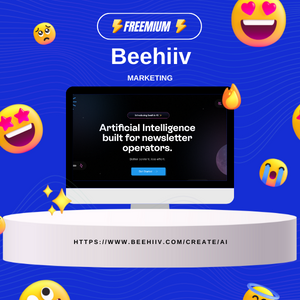 FREEMIUM
Beehiiv
MARKETING
Artificial Intelligence
built for newsletter
operators.
HTTPS://WWW.BEEHIIV.COM/CREATE/AI